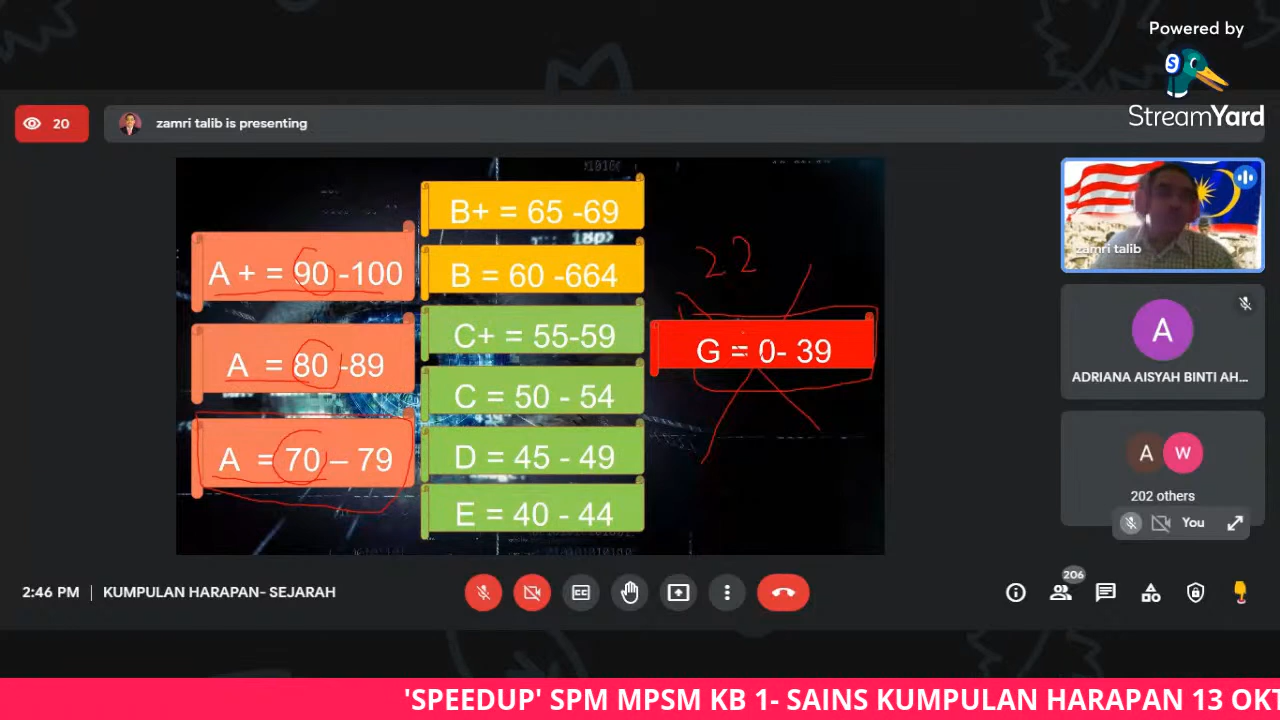 Powered by
StreamYard
20
zamri talib is presenting
A + = 90 -100
A = 80 -89
A = 70 – 79
B+ = 65 -69
B = 60 -664
C+ = 55-59
C = 50 - 54
D = 45 - 49
E = 40 - 44
22
G = 0- 39
zamri talib
A
ADRIANA AISYAH BINTI AH...
A W
202 others
You
2:46 PM | KUMPULAN HARAPAN- SEJARAH
206
'SPEEDUP' SPM MPSM KB 1- SAINS KUMPULAN HARAPAN 13 OKT